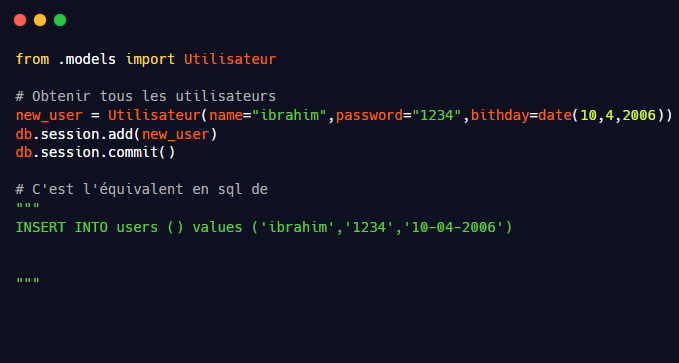 from .models import Utilisateur
# Obtenir tous les utilisateurs
new_user = Utilisateur(name="ibrahim",password="1234",bithday=date(10,4,2006))
db.session.add(new_user)
db.session.commit()
# C'est l'équivalent en sql de
"""
INSERT INTO users () values ('ibrahim','1234','10-04-2006')
"""